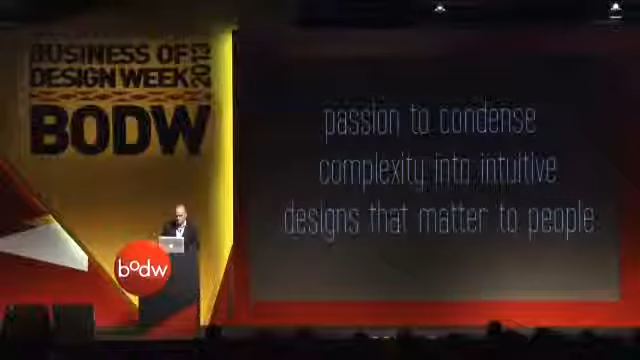 BUSINESS OF
DESIGN WEEK 2013
BODW
passion to condense
complexity into intuitive
designs that matter to people
bodw